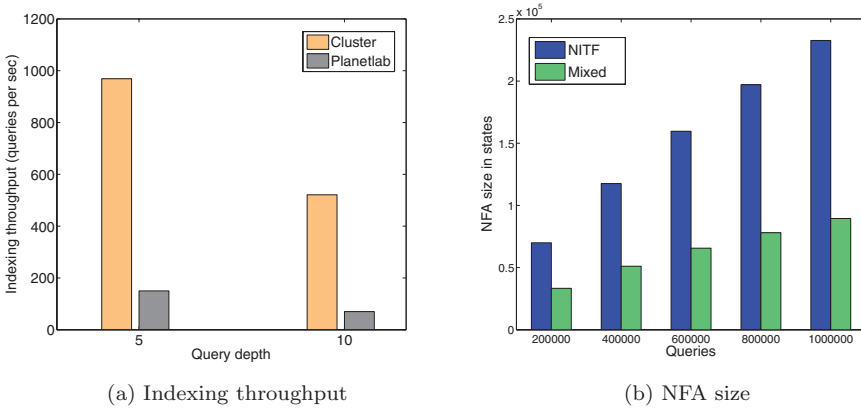 1200
1000
800
600
400
200
0
Indexing throughput (queries per sec)
Cluster
Planetlab
5
10
Query depth
(a) Indexing throughput
x 10^5
2.5
2
1.5
1
0.5
0
NFA size in states
NITF
Mixed
200000
400000
600000
800000
1000000
Queries
(b) NFA size